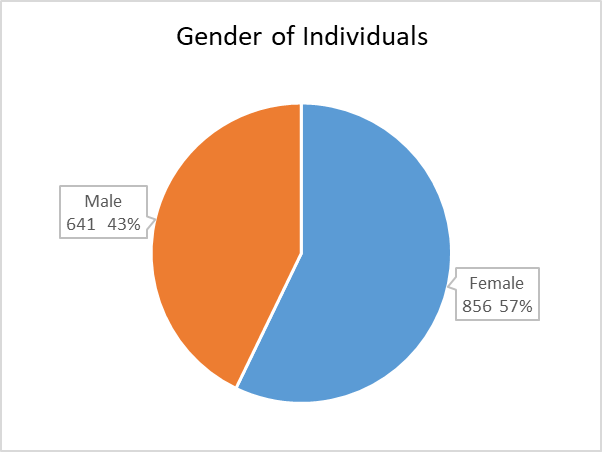 Gender of Individuals
Male
641 43%
Female
856 57%